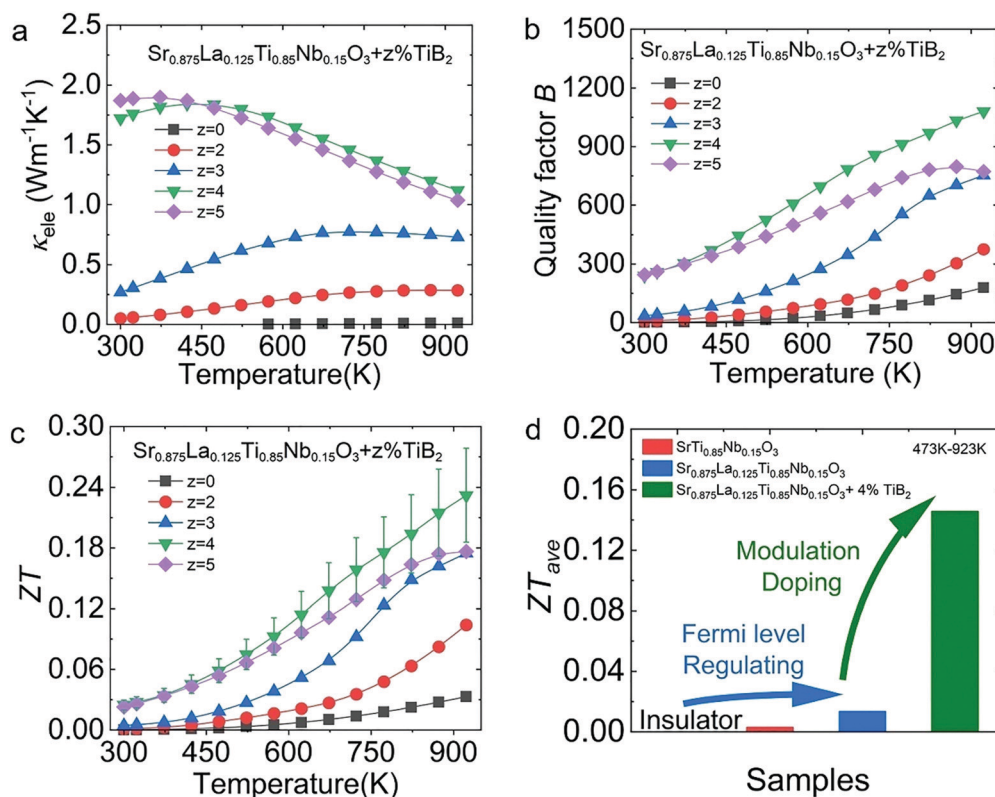 a
Sr0.875La0.125Ti0.85Nb0.15O3+z%TiB2
z=0
z=2
z=3
z=4
z=5
κele (Wm-1K-1)
2.5
2.0
1.5
1.0
0.5
0.0
300 450 600 750 900
Temperature(K)
b
Sr0.875La0.125Ti0.85Nb0.15O3+z%TiB2
z=0
z=2
z=3
z=4
z=5
Quality factor B
1500
1200
900
600
300
0
300 450 600 750 900
Temperature (K)
c
Sr0.875La0.125Ti0.85Nb0.15O3+z%TiB2
z=0
z=2
z=3
z=4
z=5
ZT
0.30
0.24
0.18
0.12
0.06
0.00
300 450 600 750 900
Temperature(K)
d
SrTi0.85Nb0.15O3
473K-923K
Sr0.875La0.125Ti0.85Nb0.15O3
Sr0.875La0.125Ti0.85Nb0.15O3+ 4% TiB2
Modulation
Doping
Fermi level
Regulating
Insulator
ZTave
0.20
0.16
0.12
0.08
0.04
0.00
Samples